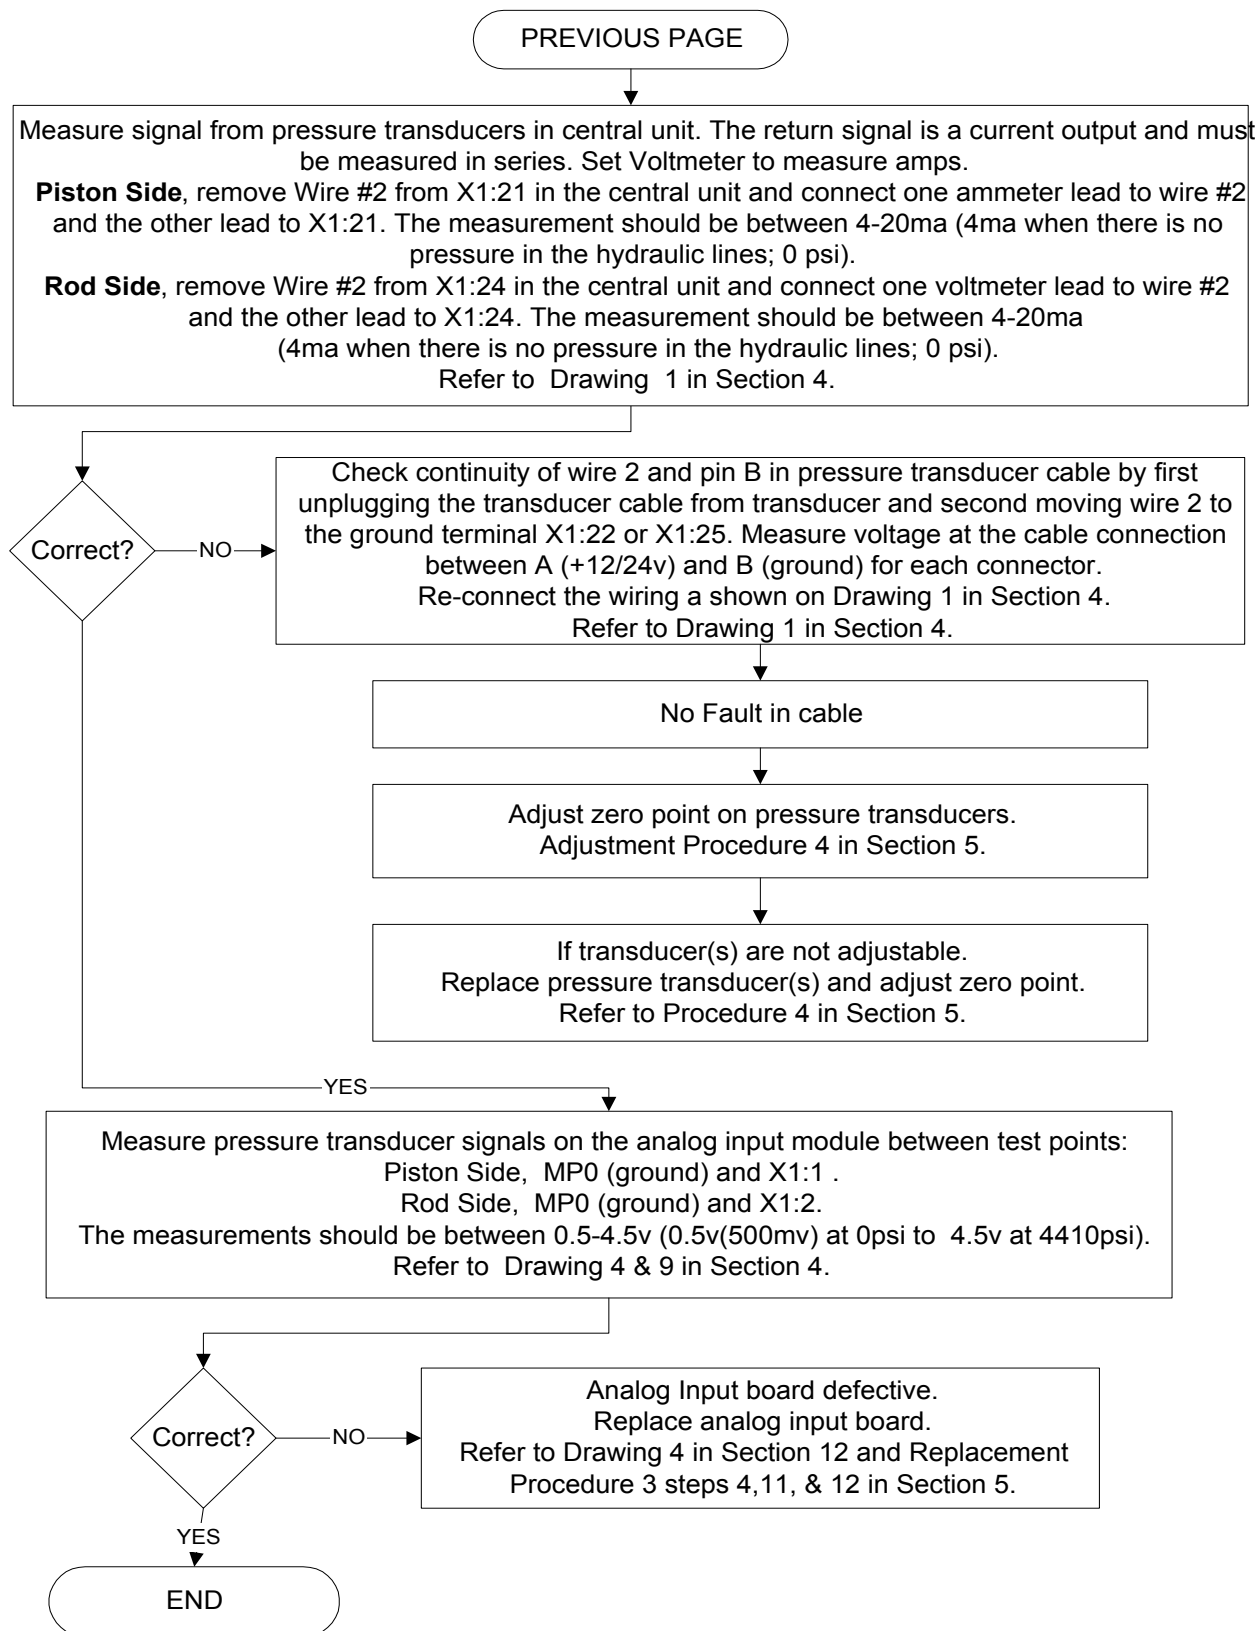 PREVIOUS PAGE
Measure signal from pressure transducers in central unit. The return signal is a current output and must
be measured in series. Set Voltmeter to measure amps.
Piston Side, remove Wire #2 from X1:21 in the central unit and connect one ammeter lead to wire #2
and the other lead to X1:21. The measurement should be between 4-20ma (4ma when there is no
pressure in the hydraulic lines; 0 psi).
Rod Side, remove Wire #2 from X1:24 in the central unit and connect one voltmeter lead to wire #2
and the other lead to X1:24. The measurement should be between 4-20ma
(4ma when there is no pressure in the hydraulic lines; 0 psi).
Refer to Drawing 1 in Section 4.
Correct?
NO
Check continuity of wire 2 and pin B in pressure transducer cable by first
unplugging the transducer cable from transducer and second moving wire 2 to
the ground terminal X1:22 or X1:25. Measure voltage at the cable connection
between A (+12/24v) and B (ground) for each connector.
Re-connect the wiring a shown on Drawing 1 in Section 4.
Refer to Drawing 1 in Section 4.
No Fault in cable
Adjust zero point on pressure transducers.
Adjustment Procedure 4 in Section 5.
If transducer(s) are not adjustable.
Replace pressure transducer(s) and adjust zero point.
Refer to Procedure 4 in Section 5.
YES
Measure pressure transducer signals on the analog input module between test points:
Piston Side, MP0 (ground) and X1:1 .
Rod Side, MP0 (ground) and X1:2.
The measurements should be between 0.5-4.5v (0.5v(500mv) at 0psi to 4.5v at 4410psi).
Refer to Drawing 4 & 9 in Section 4.
Correct?
NO
Analog Input board defective.
Replace analog input board.
Refer to Drawing 4 in Section 12 and Replacement
Procedure 3 steps 4,11, & 12 in Section 5.
YES
END